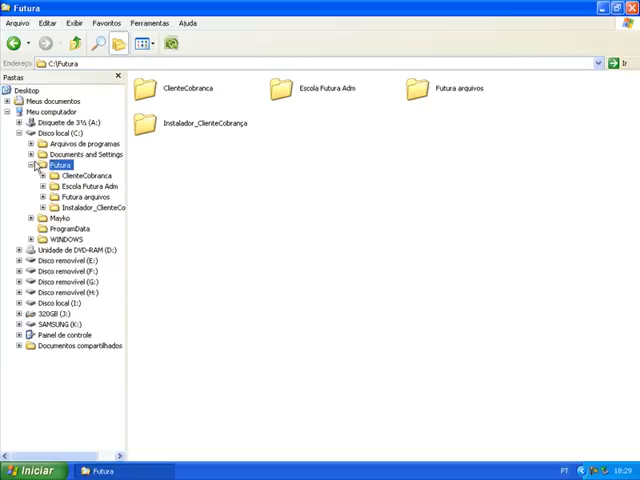 Futura
Arquivo Editar Exibir Favoritos Ferramentas Ajuda
Endereço C:\Futura Ir
Pastas
Desktop
Meus documentos
Meu computador
Disquete de 3½ (A:)
Disco local (C:)
Arquivos de programas
Documents and Settings
Futura
ClienteCobranca
Escola Futura Adm
Futura arquivos
Instalador_ClienteCo
Mayko
ProgramData
WINDOWS
Unidade de DVD-RAM (D:)
Disco removível (E:)
Disco removível (F:)
Disco removível (G:)
Disco removível (H:)
Disco local (I:)
320GB (J:)
SAMSUNG (K:)
Painel de controle
Documentos compartilhados
ClienteCobranca Escola Futura Adm Futura arquivos
Instalador_ClienteCobrança
Iniciar Futura PT 18:29